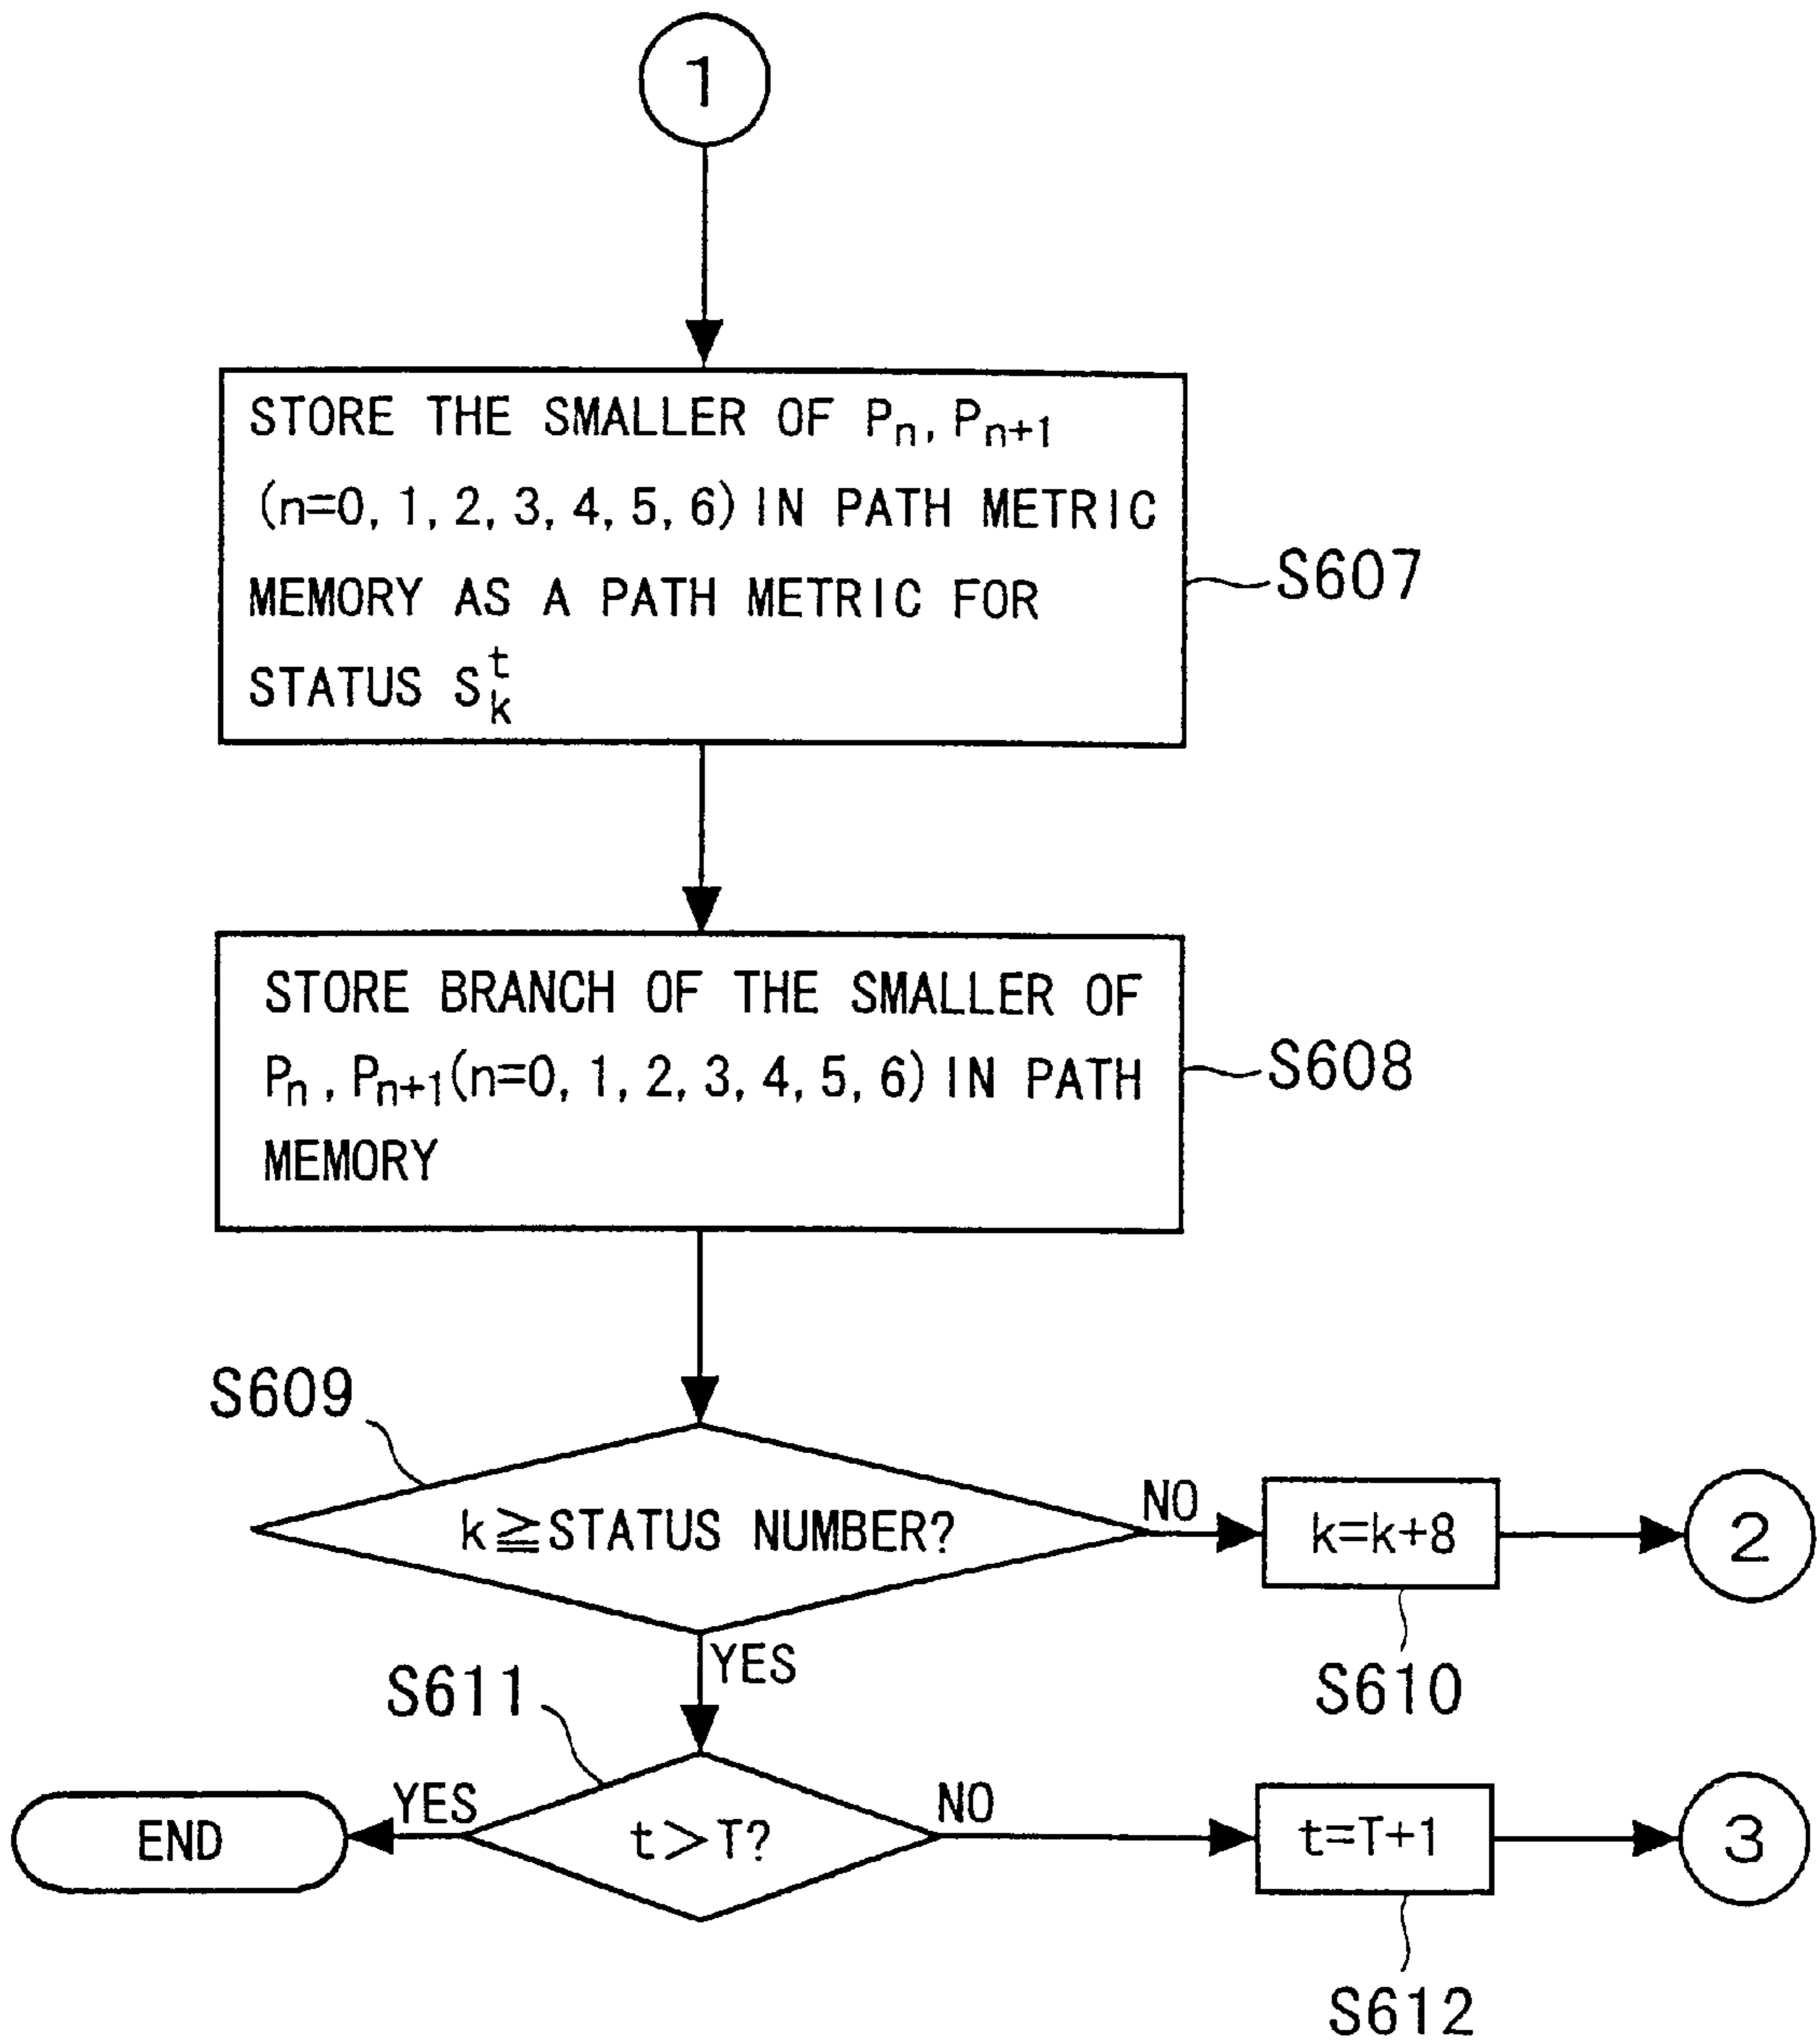 1
STORE THE SMALLER OF Pn, Pn+1
(n=0, 1, 2, 3, 4, 5, 6) IN PATH METRIC
MEMORY AS A PATH METRIC FOR
STATUS S^t_k
S607
STORE BRANCH OF THE SMALLER OF
Pn, Pn+1(n=0, 1, 2, 3, 4, 5, 6) IN PATH
MEMORY
S608
S609
k≧STATUS NUMBER?
NO
k=k+8
2
S610
YES
S611
t>T?
YES
END
NO
t=T+1
3
S612